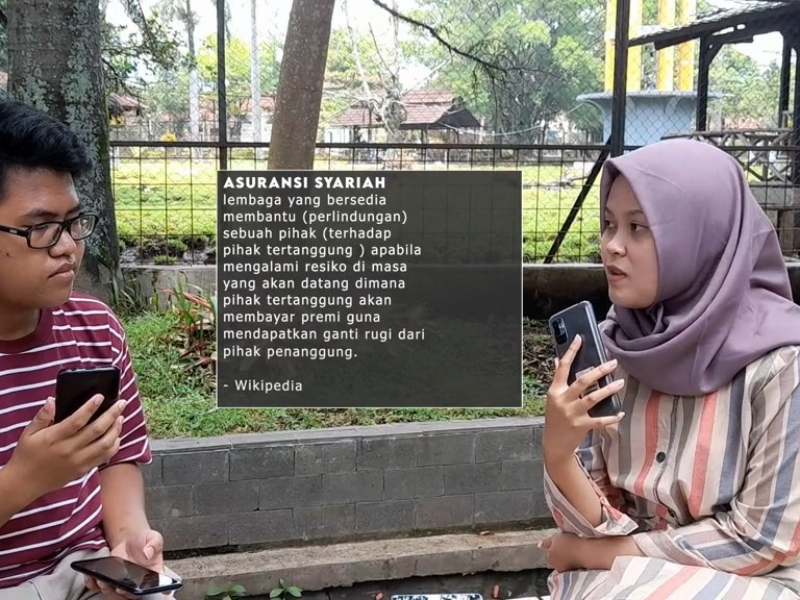 ASURANSI SYARIAH
lembaga yang bersedia
membantu (perlindungan)
sebuah pihak (terhadap
pihak tertanggung ) apabila
mengalami resiko di masa
yang akan datang dimana
pihak tertanggung akan
membayar premi guna
mendapatkan ganti rugi dari
pihak penanggung.
- Wikipedia